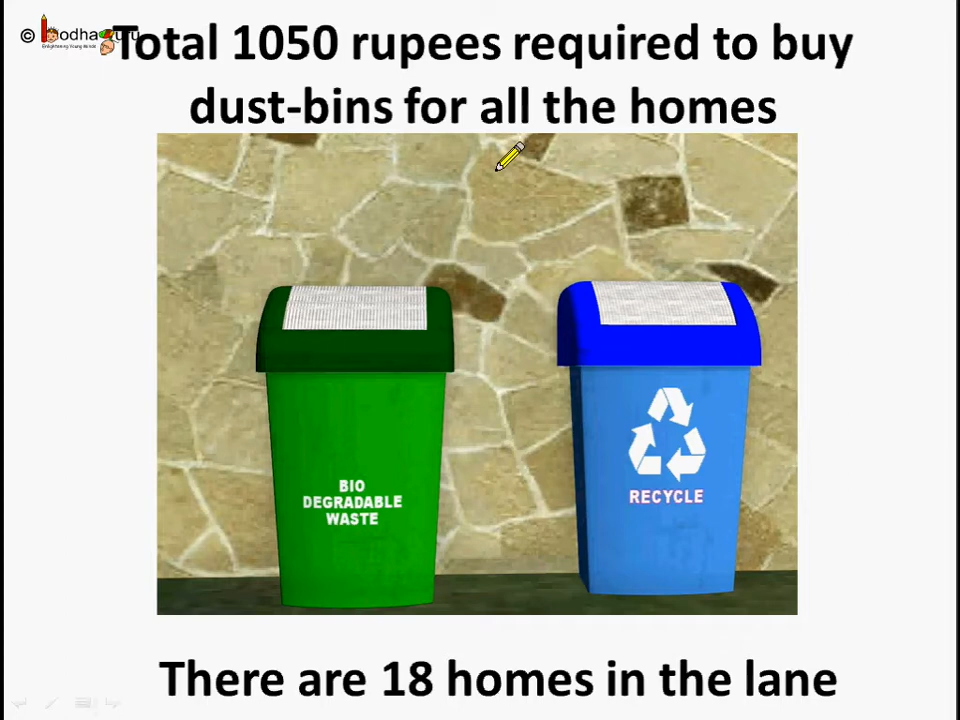 © BodhaGuru
Total 1050 rupees required to buy
dust-bins for all the homes
BIO
DEGRADABLE
WASTE
RECYCLE
There are 18 homes in the lane